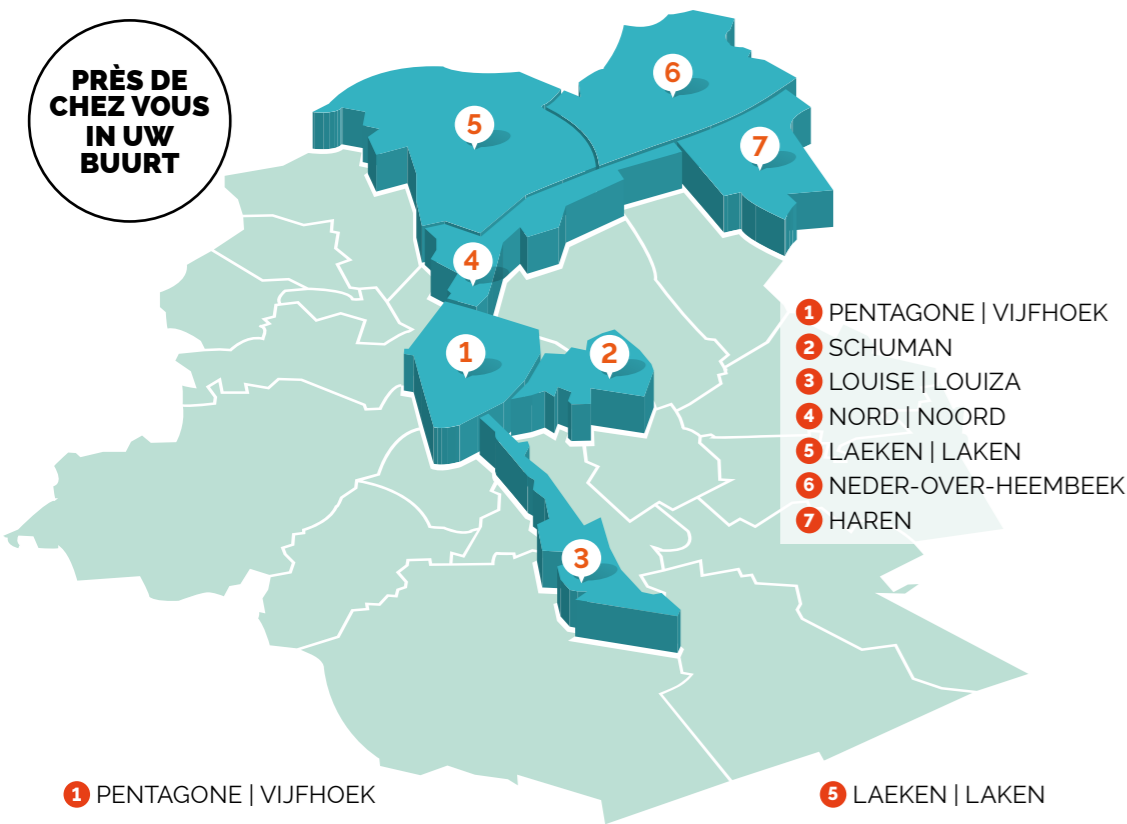 PRÈS DE
CHEZ VOUS
IN UW
BUURT
6
5
7
4
1
2
3
1 PENTAGONE | VIJFHOEK
2 SCHUMAN
3 LOUISE | LOUIZA
4 NORD | NOORD
5 LAEKEN | LAKEN
6 NEDER-OVER-HEEMBEEK
7 HAREN
1 PENTAGONE | VIJFHOEK
5 LAEKEN | LAKEN